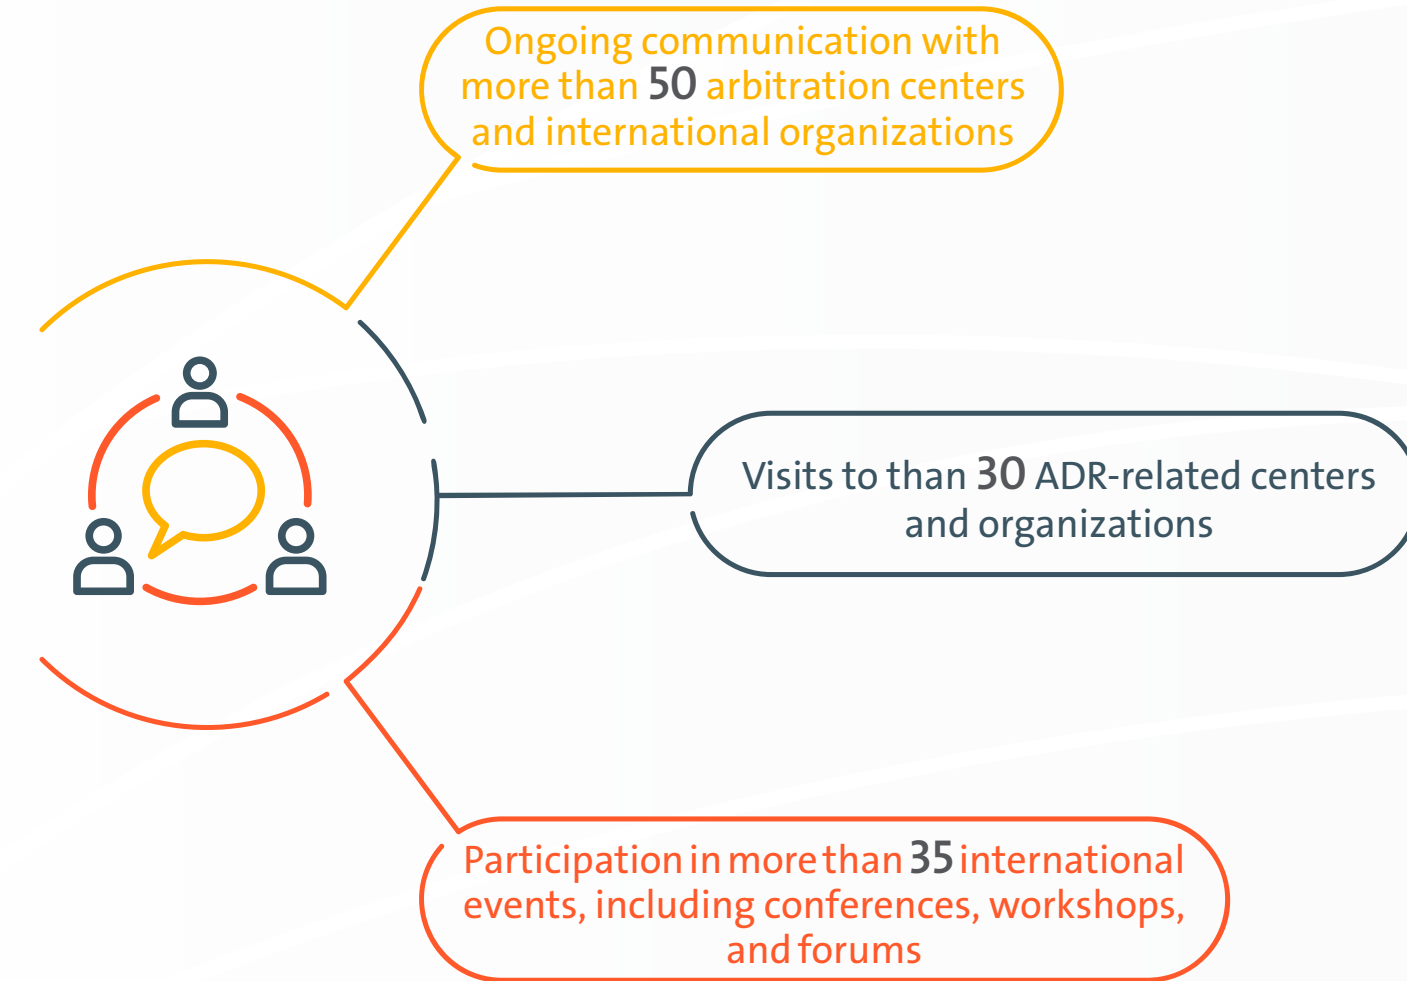 Ongoing communication with
more than 50 arbitration centers
and international organizations
Visits to than 30 ADR-related centers
and organizations
Participation in more than 35 international
events, including conferences, workshops,
and forums